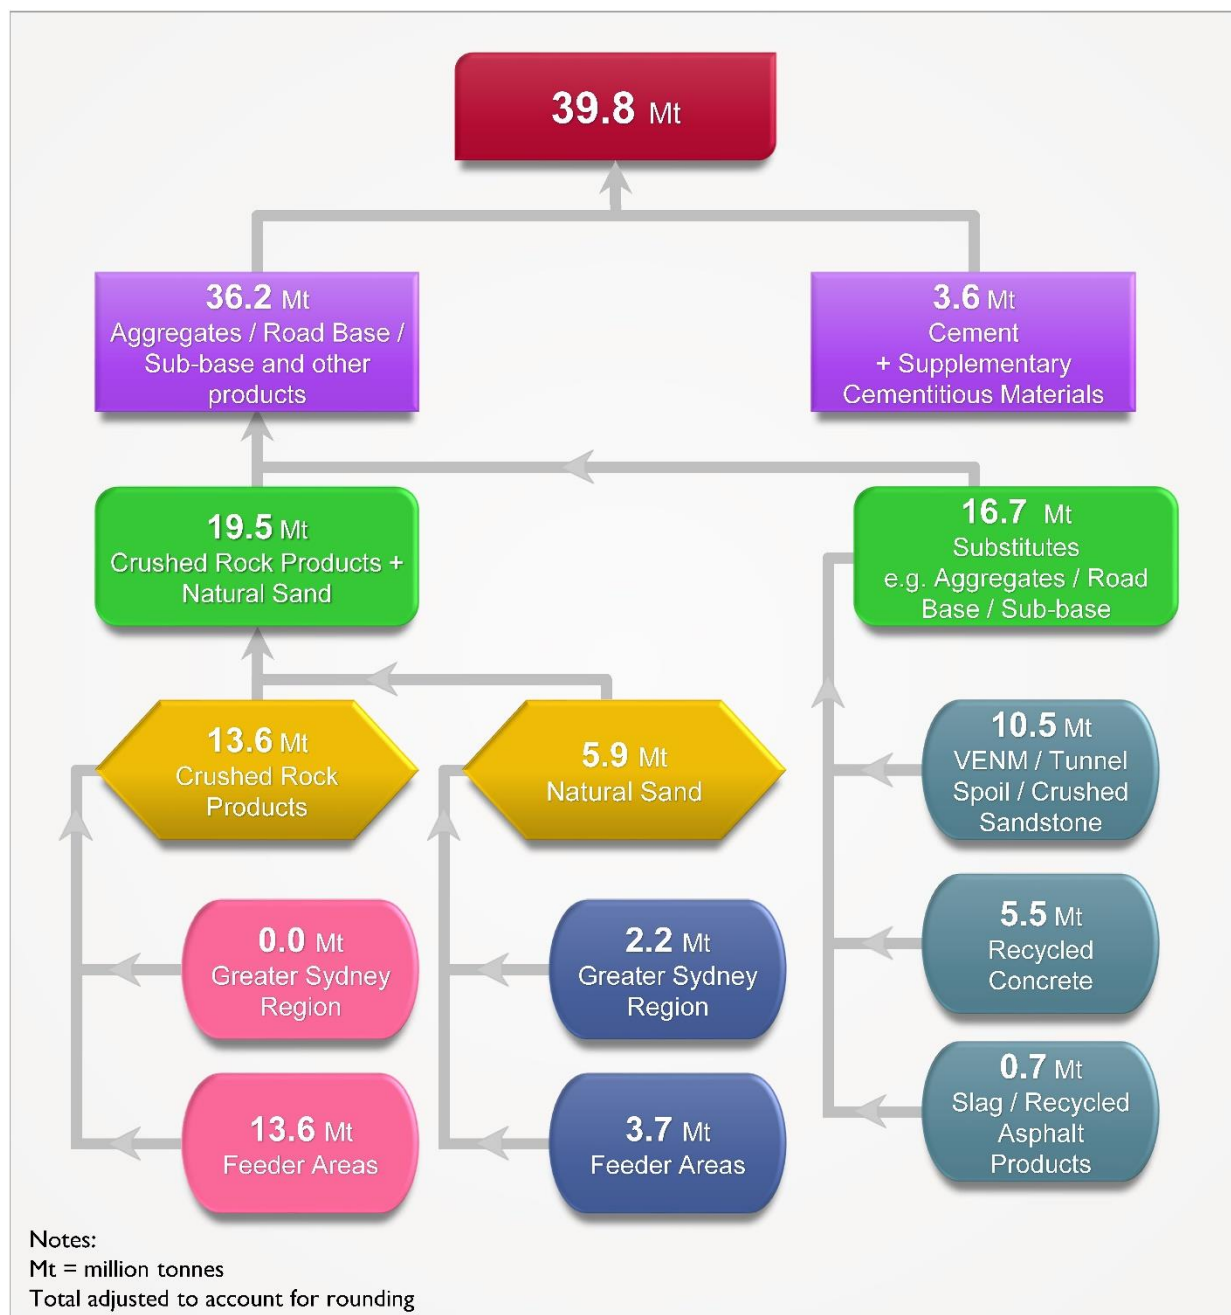 39.8 Mt
36.2 Mt
Aggregates / Road Base /
Sub-base and other
products
3.6 Mt
Cement
+ Supplementary
Cementitious Materials
19.5 Mt
Crushed Rock Products +
Natural Sand
16.7 Mt
Substitutes
e.g. Aggregates / Road
Base / Sub-base
13.6 Mt
Crushed Rock
Products
5.9 Mt
Natural Sand
10.5 Mt
VENM / Tunnel
Spoil / Crushed
Sandstone
0.0 Mt
Greater Sydney
Region
2.2 Mt
Greater Sydney
Region
5.5 Mt
Recycled
Concrete
13.6 Mt
Feeder Areas
3.7 Mt
Feeder Areas
0.7 Mt
Slag / Recycled
Asphalt
Products
Notes:
Mt = million tonnes
Total adjusted to account for rounding